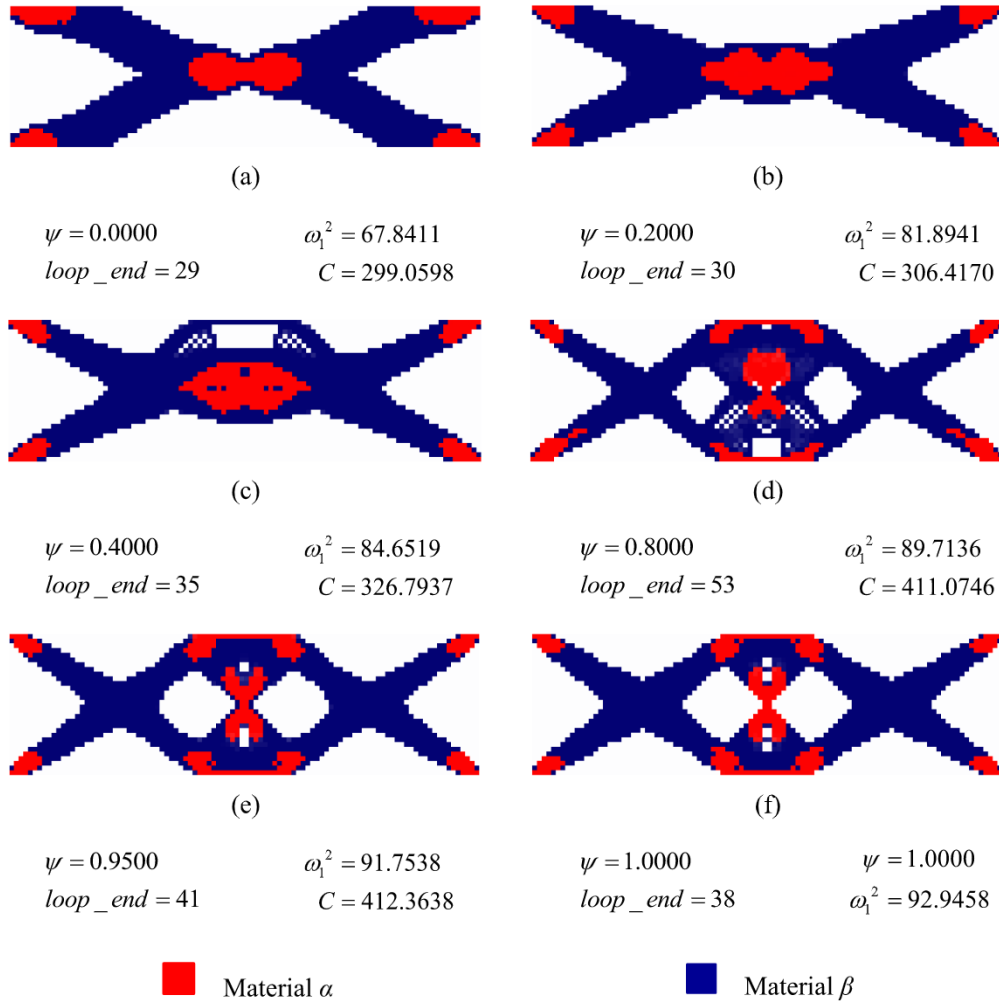 (a) (b)
ψ = 0.0000 ω₁² = 67.8411 ψ = 0.2000 ω₁² = 81.8941
loop_end = 29 C = 299.0598 loop_end = 30 C = 306.4170
(c) (d)
ψ = 0.4000 ω₁² = 84.6519 ψ = 0.8000 ω₁² = 89.7136
loop_end = 35 C = 326.7937 loop_end = 53 C = 411.0746
(e) (f)
ψ = 0.9500 ω₁² = 91.7538 ψ = 1.0000 ψ = 1.0000
loop_end = 41 C = 412.3638 loop_end = 38 ω₁² = 92.9458
Material α Material β